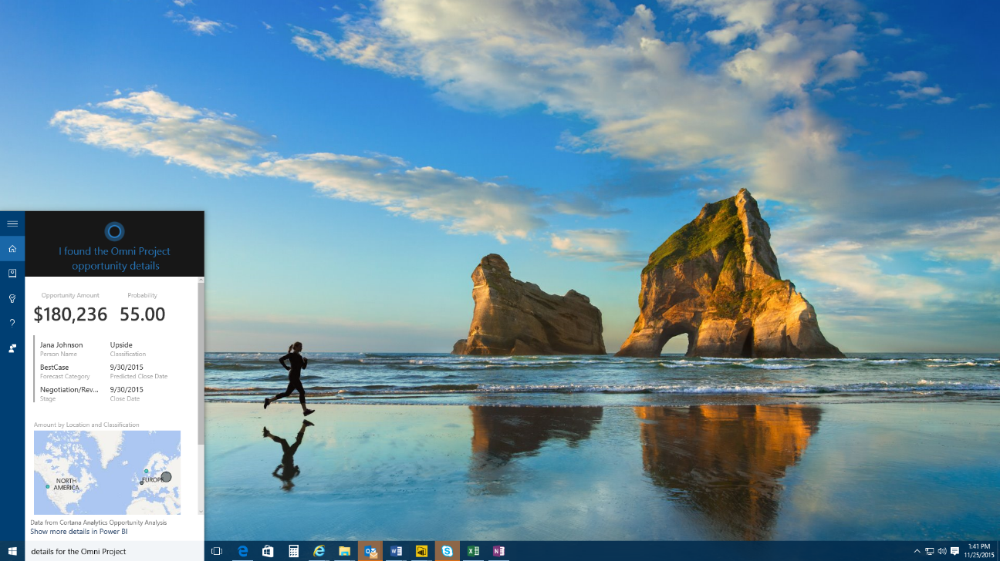 I found the Omni Project
opportunity details
Opportunity Amount Probability
$180,236 55.00
Jana Johnson Upside
Person Name Classification
BestCase 9/30/2015
Forecast Category Predicted Close Date
Negotiation/Rev... 9/30/2015
Stage Close Date
Amount by Location and Classification
NORTH
AMERICA
EUROPE
Data from Cortana Analytics Opportunity Analysis
Show more details in Power BI
details for the Omni Project
1:41 PM
11/25/2015